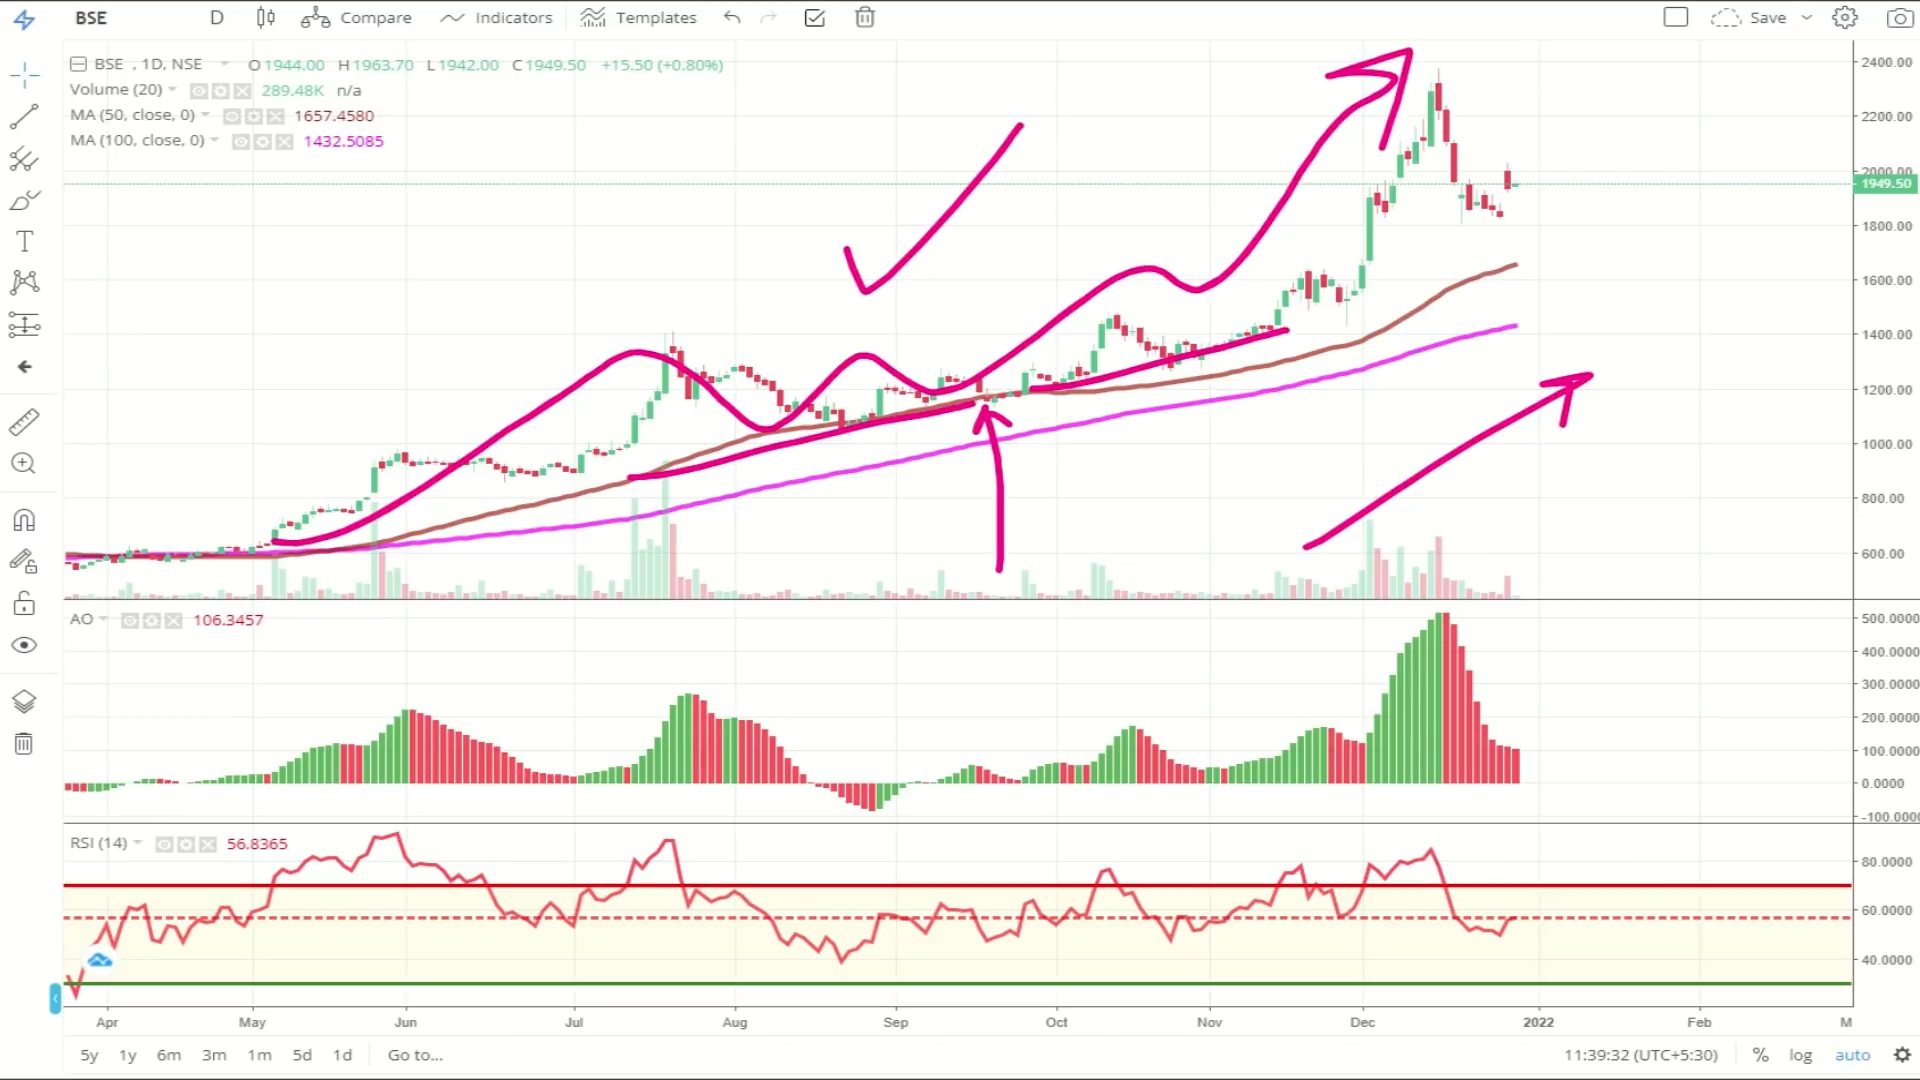 BSE D Compare Indicators Templates Save
BSE , 1D, NSE O 1944.00 H 1963.70 L 1942.00 C 1949.50 +15.50 (+0.80%)
Volume (20) 289.48K n/a
MA (50, close, 0) 1657.4580
MA (100, close, 0) 1432.5085
2400.00
2200.00
2000.00
1949.50
1800.00
1600.00
1400.00
1200.00
1000.00
800.00
600.00
AO 106.3457
500.0000
400.0000
300.0000
200.0000
100.0000
0.0000
-100.0000
RSI (14) 56.8365
80.0000
60.0000
40.0000
Apr May Jun Jul Aug Sep Oct Nov Dec 2022 Feb M
5y 1y 6m 3m 1m 5d 1d Go to... 11:39:32 (UTC+5:30) % log auto